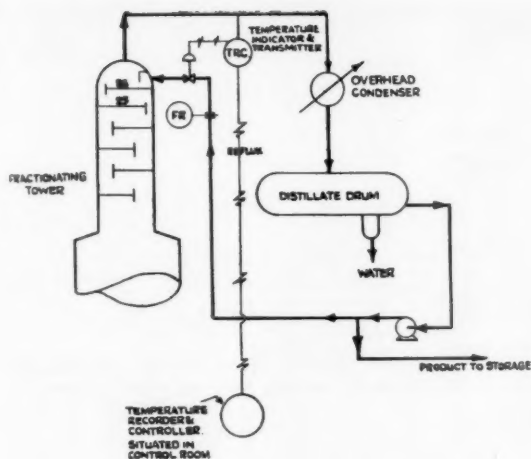 TEMPERATURE
INDICATOR &
TRANSMITTER
TRC
OVERHEAD
CONDENSER
FR
REFLUX
FRACTIONATING
TOWER
DISTILLATE DRUM
WATER
PRODUCT TO STORAGE
TEMPERATURE
RECORDER &
CONTROLLER.
SITUATED IN
CONTROL ROOM